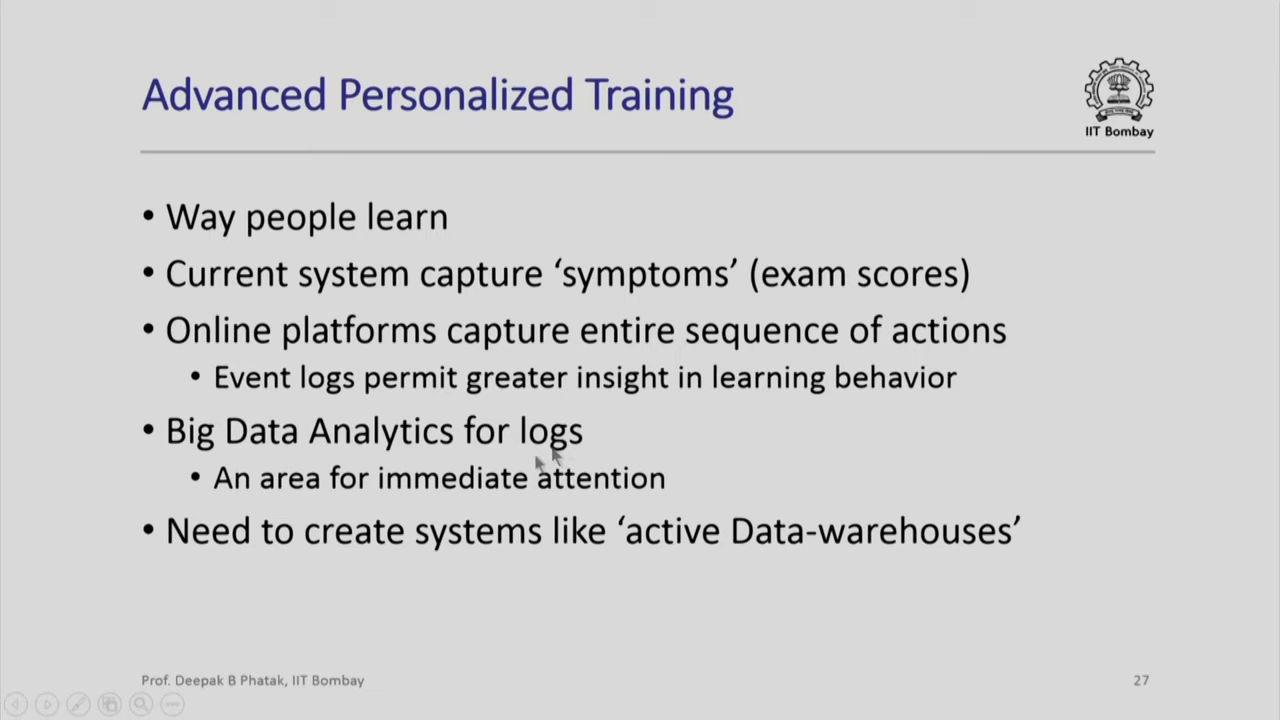 Advanced Personalized Training
IIT Bombay
• Way people learn
• Current system capture ‘symptoms’ (exam scores)
• Online platforms capture entire sequence of actions
• Event logs permit greater insight in learning behavior
• Big Data Analytics for logs
• An area for immediate attention
• Need to create systems like ‘active Data-warehouses’
Prof. Deepak B Phatak, IIT Bombay
27